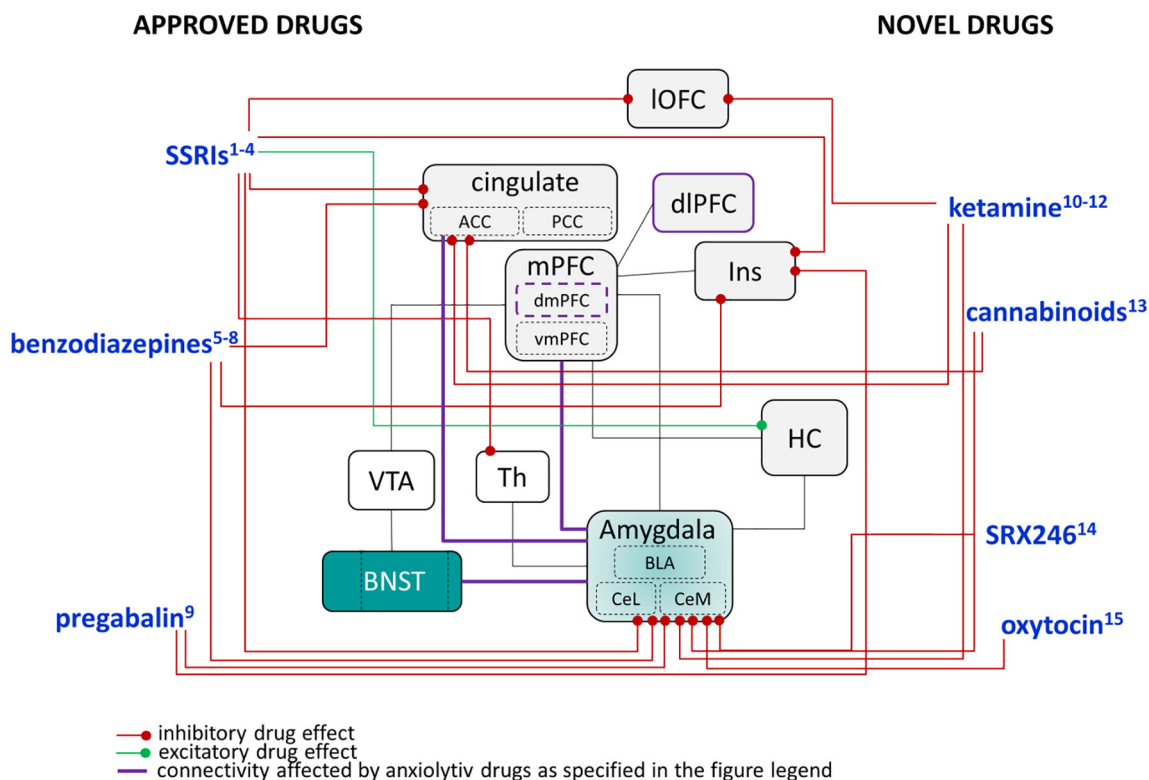 APPROVED DRUGS
NOVEL DRUGS
lOFC
SSRIs1-4
cingulate
ACC
PCC
dlPFC
ketamine10-12
mPFC
dmPFC
vmPFC
Ins
cannabinoids13
benzodiazepines5-8
HC
VTA
Th
Amygdala
BLA
CeL
CeM
SRX24614
BNST
pregabalin9
oxytocin15
inhibitory drug effect
excitatory drug effect
connectivity affected by anxiolytiv drugs as specified in the figure legend